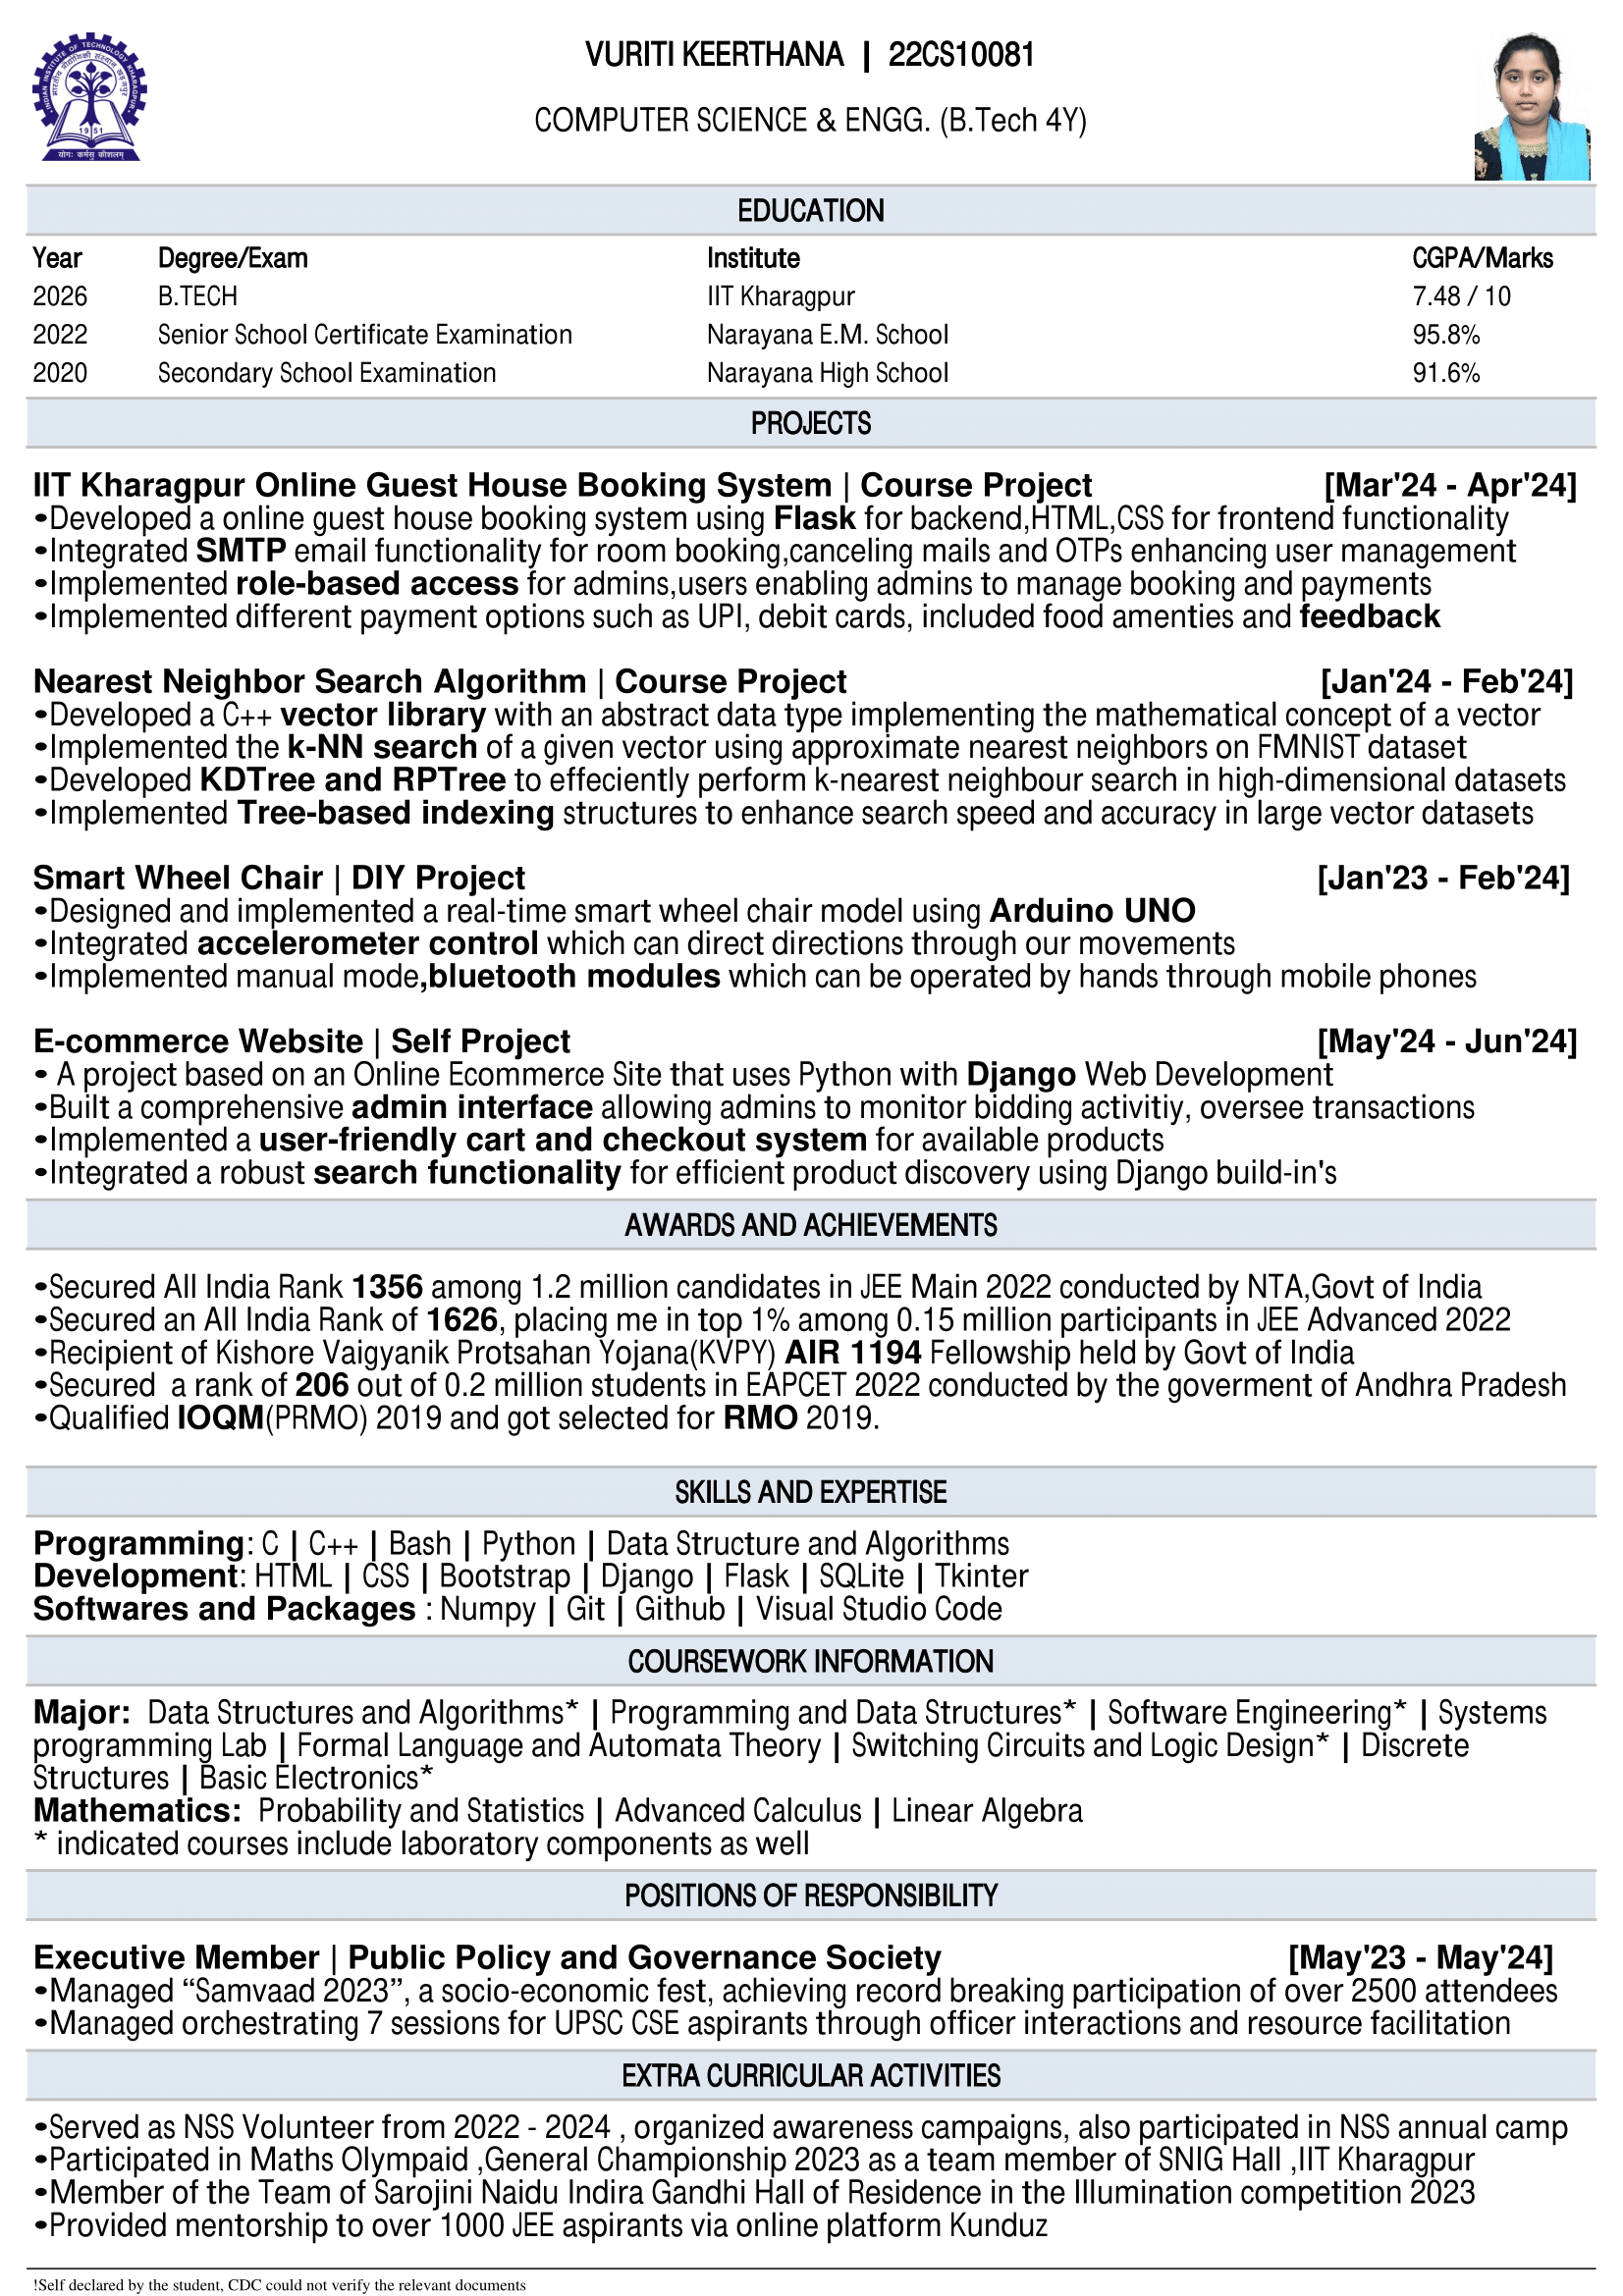 INDIAN INSTITUTE OF TECHNOLOGY KHARAGPUR
1951
योगः कर्मसु कौशलम्
VURITI KEERTHANA | 22CS10081
COMPUTER SCIENCE & ENGG. (B.Tech 4Y)
EDUCATION
Year Degree/Exam Institute CGPA/Marks
2026 B.TECH IIT Kharagpur 7.48 / 10
2022 Senior School Certificate Examination Narayana E.M. School 95.8%
2020 Secondary School Examination Narayana High School 91.6%
PROJECTS
IIT Kharagpur Online Guest House Booking System | Course Project [Mar'24 - Apr'24]
•Developed a online guest house booking system using Flask for backend,HTML,CSS for frontend functionality
•Integrated SMTP email functionality for room booking,canceling mails and OTPs enhancing user management
•Implemented role-based access for admins,users enabling admins to manage booking and payments
•Implemented different payment options such as UPI, debit cards, included food amenties and feedback
Nearest Neighbor Search Algorithm | Course Project [Jan'24 - Feb'24]
•Developed a C++ vector library with an abstract data type implementing the mathematical concept of a vector
•Implemented the k-NN search of a given vector using approximate nearest neighbors on FMNIST dataset
•Developed KDTree and RPTree to effeciently perform k-nearest neighbour search in high-dimensional datasets
•Implemented Tree-based indexing structures to enhance search speed and accuracy in large vector datasets
Smart Wheel Chair | DIY Project [Jan'23 - Feb'24]
•Designed and implemented a real-time smart wheel chair model using Arduino UNO
•Integrated accelerometer control which can direct directions through our movements
•Implemented manual mode,bluetooth modules which can be operated by hands through mobile phones
E-commerce Website | Self Project [May'24 - Jun'24]
• A project based on an Online Ecommerce Site that uses Python with Django Web Development
•Built a comprehensive admin interface allowing admins to monitor bidding activitiy, oversee transactions
•Implemented a user-friendly cart and checkout system for available products
•Integrated a robust search functionality for efficient product discovery using Django build-in's
AWARDS AND ACHIEVEMENTS
•Secured All India Rank 1356 among 1.2 million candidates in JEE Main 2022 conducted by NTA,Govt of India
•Secured an All India Rank of 1626, placing me in top 1% among 0.15 million participants in JEE Advanced 2022
•Recipient of Kishore Vaigyanik Protsahan Yojana(KVPY) AIR 1194 Fellowship held by Govt of India
•Secured  a rank of 206 out of 0.2 million students in EAPCET 2022 conducted by the goverment of Andhra Pradesh
•Qualified IOQM(PRMO) 2019 and got selected for RMO 2019.
SKILLS AND EXPERTISE
Programming: C | C++ | Bash | Python | Data Structure and Algorithms
Development: HTML | CSS | Bootstrap | Django | Flask | SQLite | Tkinter
Softwares and Packages : Numpy | Git | Github | Visual Studio Code
COURSEWORK INFORMATION
Major:  Data Structures and Algorithms* | Programming and Data Structures* | Software Engineering* | Systems
programming Lab | Formal Language and Automata Theory | Switching Circuits and Logic Design* | Discrete
Structures | Basic Electronics*
Mathematics:  Probability and Statistics | Advanced Calculus | Linear Algebra
* indicated courses include laboratory components as well
POSITIONS OF RESPONSIBILITY
Executive Member | Public Policy and Governance Society [May'23 - May'24]
•Managed “Samvaad 2023”, a socio-economic fest, achieving record breaking participation of over 2500 attendees
•Managed orchestrating 7 sessions for UPSC CSE aspirants through officer interactions and resource facilitation
EXTRA CURRICULAR ACTIVITIES
•Served as NSS Volunteer from 2022 - 2024 , organized awareness campaigns, also participated in NSS annual camp
•Participated in Maths Olympaid ,General Championship 2023 as a team member of SNIG Hall ,IIT Kharagpur
•Member of the Team of Sarojini Naidu Indira Gandhi Hall of Residence in the Illumination competition 2023
•Provided mentorship to over 1000 JEE aspirants via online platform Kunduz
!Self declared by the student, CDC could not verify the relevant documents